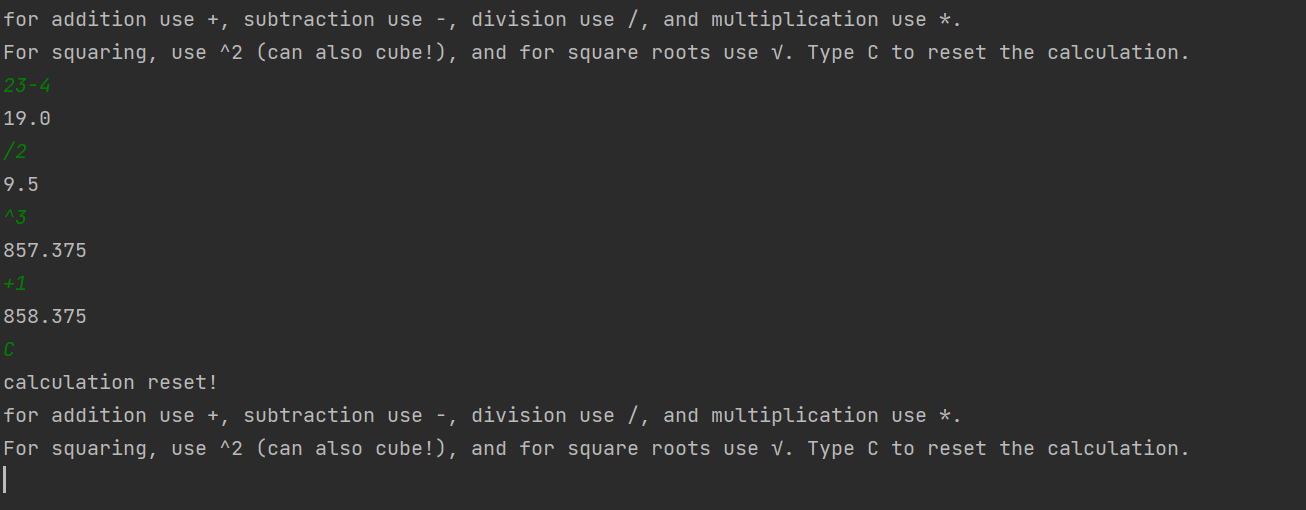 for addition use +, subtraction use -, division use /, and multiplication use *.
For squaring, use ^2 (can also cube!), and for square roots use √. Type C to reset the calculation.
23-4
19.0
/2
9.5
^3
857.375
+1
858.375
C
calculation reset!
for addition use +, subtraction use -, division use /, and multiplication use *.
For squaring, use ^2 (can also cube!), and for square roots use √. Type C to reset the calculation.